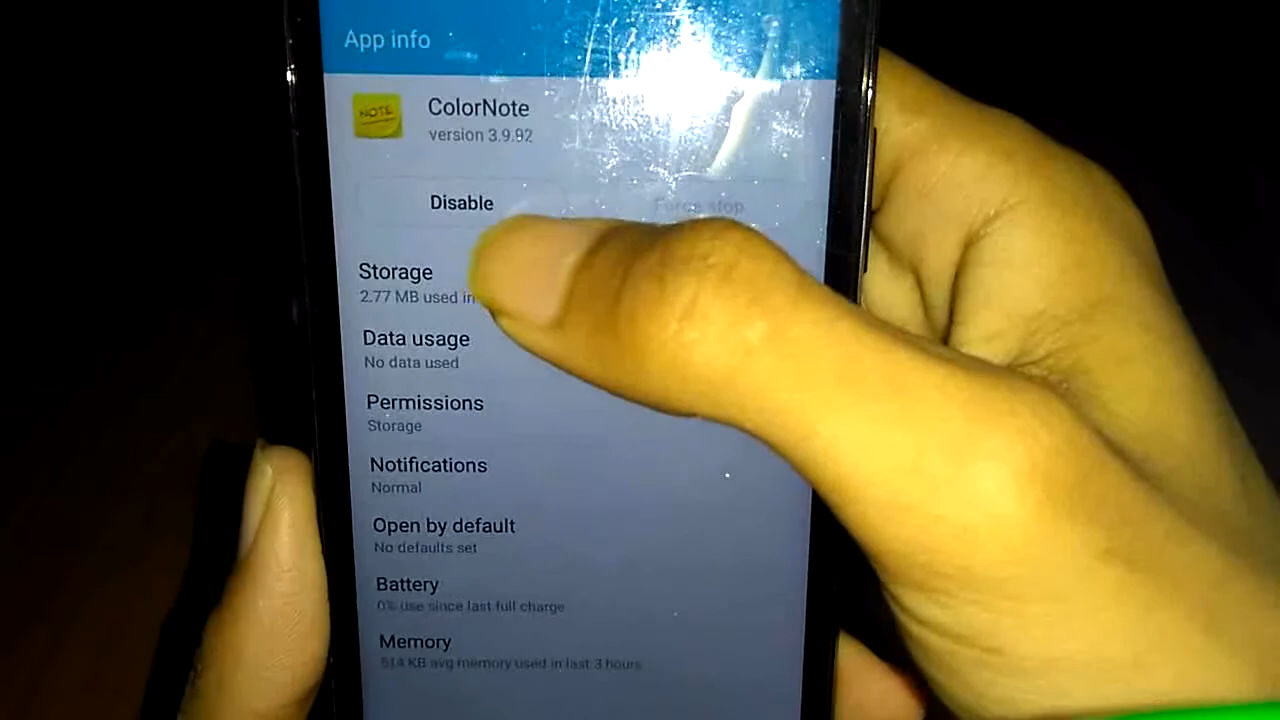 App info
NOTE
ColorNote
version 3.9.92
Disable
Force stop
Storage
2.77 MB used in
Data usage
No data used
Permissions
Storage
Notifications
Normal
Open by default
No defaults set
Battery
0% use since last full charge
Memory
514 KB avg memory used in last 3 hours